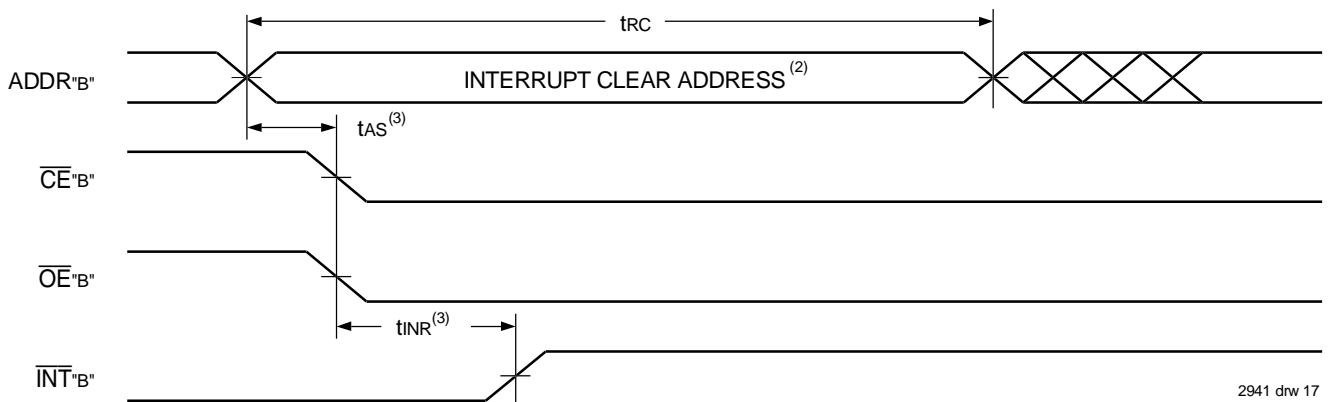 tRC
ADDR"B"
INTERRUPT CLEAR ADDRESS(2)
tAS(3)
CE"B"
OE"B"
tINR(3)
INT"B"
2941 drw 17